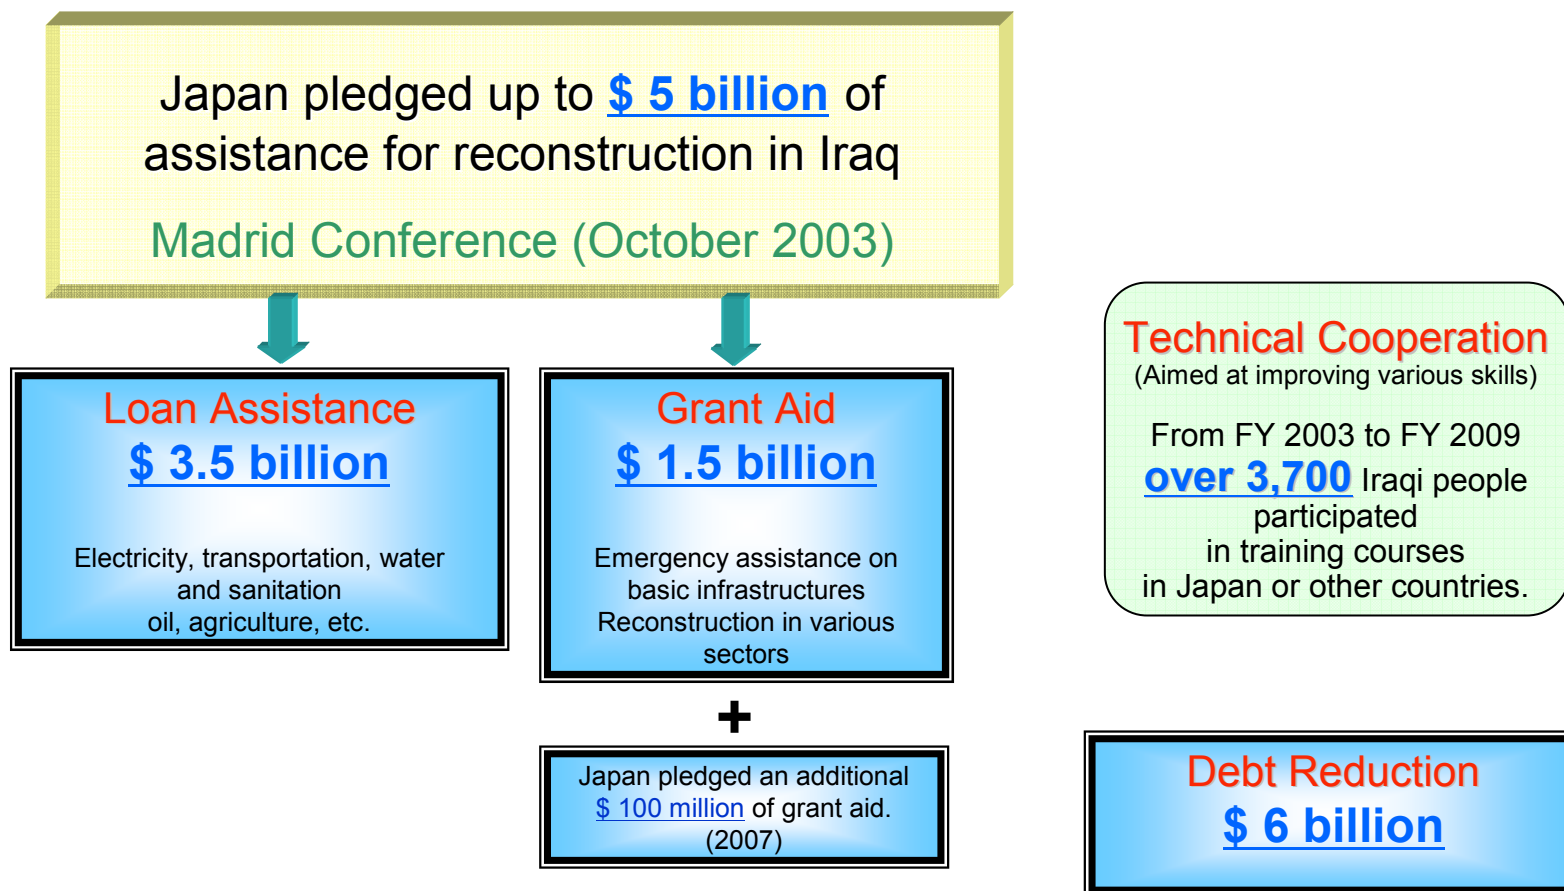 Japan pledged up to $ 5 billion of
assistance for reconstruction in Iraq
Madrid Conference (October 2003)
Loan Assistance
$ 3.5 billion
Electricity, transportation, water
and sanitation
oil, agriculture, etc.
Grant Aid
$ 1.5 billion
Emergency assistance on
basic infrastructures
Reconstruction in various
sectors
+
Japan pledged an additional
$ 100 million of grant aid.
(2007)
Technical Cooperation
(Aimed at improving various skills)
From FY 2003 to FY 2009
over 3,700 Iraqi people
participated
in training courses
in Japan or other countries.
Debt Reduction
$ 6 billion